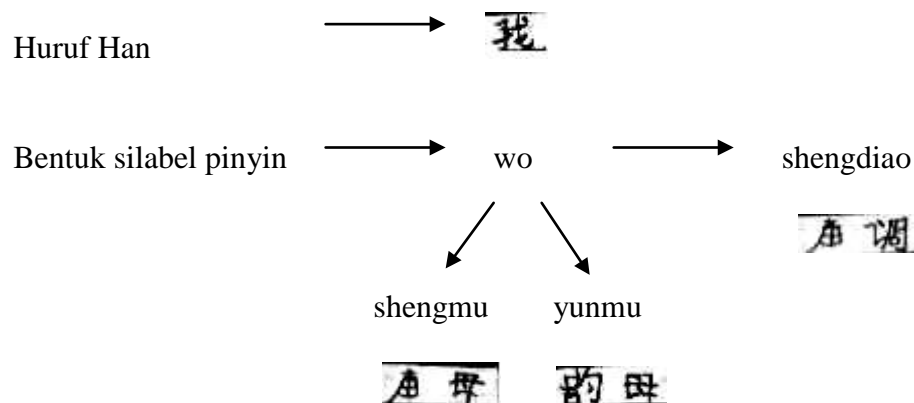 Huruf Han 我
Bentuk silabel pinyin wo shengdiao
声调
shengmu yunmu
声母 韵母